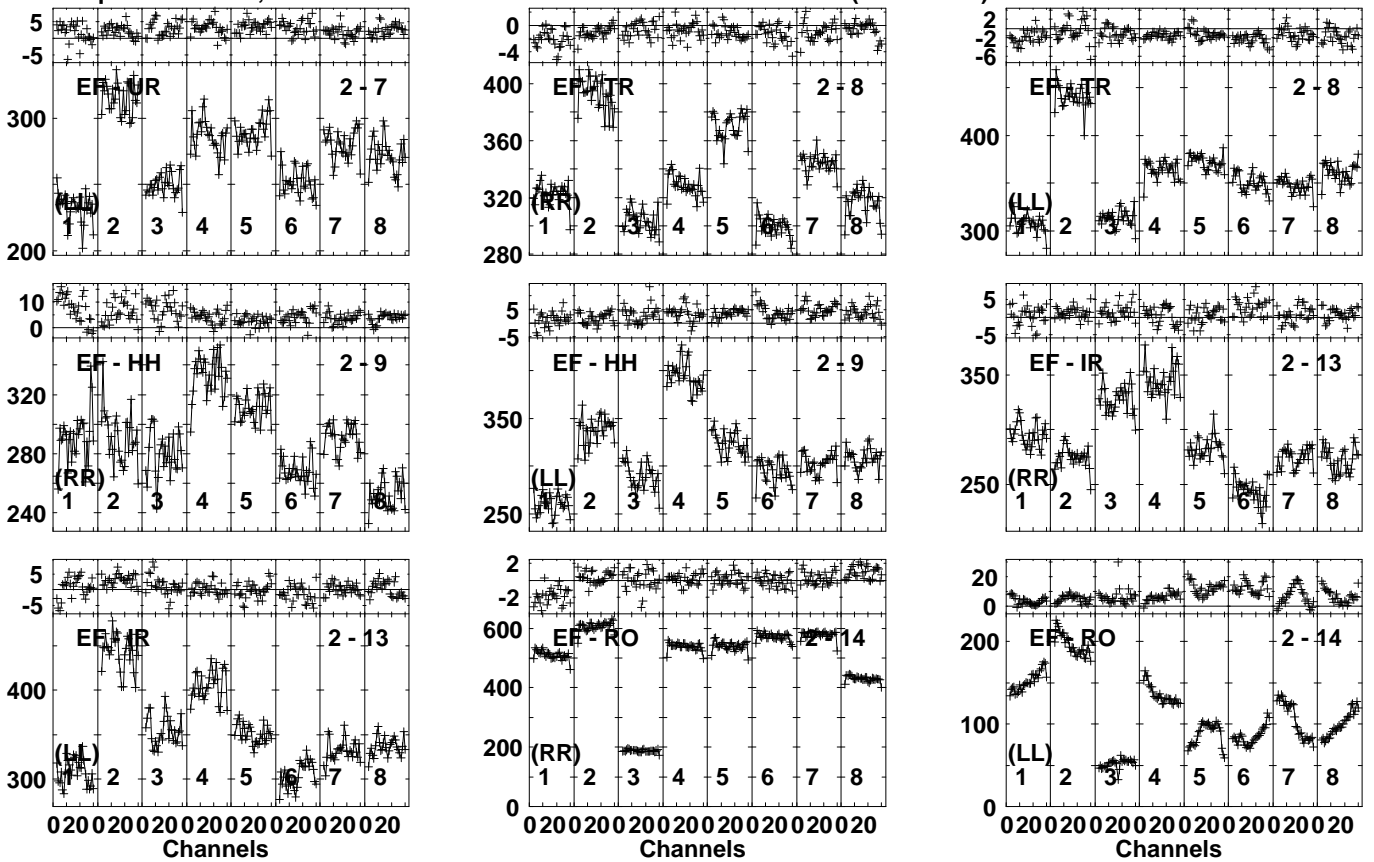 5
-5
300
200
EF - UR 2 - 7
(LL)
1 2 3 4 5 6 7 8
0
-4
400
360
320
280
EF - TR 2 - 8
(RR)
1 2 3 4 5 6 7 8
2
-2
-6
400
300
EF - TR 2 - 8
(LL)
1 2 3 4 5 6 7 8
10
0
320
280
240
EF - HH 2 - 9
(RR)
1 2 3 4 5 6 7 8
5
-5
350
250
EF - HH 2 - 9
(LL)
1 2 3 4 5 6 7 8
5
-5
350
250
EF - IR 2 - 13
(RR)
1 2 3 4 5 6 7 8
5
-5
400
300
EF - IR 2 - 13
(LL)
1 2 3 4 5 6 7 8
0 20 0 20 0 20 0 20 0 20 0 20 0 20 0 20
Channels
2
-2
600
400
200
0
EF - RO 2 - 14
(RR)
1 2 3 4 5 6 7 8
0 20 0 20 0 20 0 20 0 20 0 20 0 20 0 20
Channels
20
0
200
100
0
EF - RO 2 - 14
(LL)
1 2 3 4 5 6 7 8
0 20 0 20 0 20 0 20 0 20 0 20 0 20 0 20
Channels